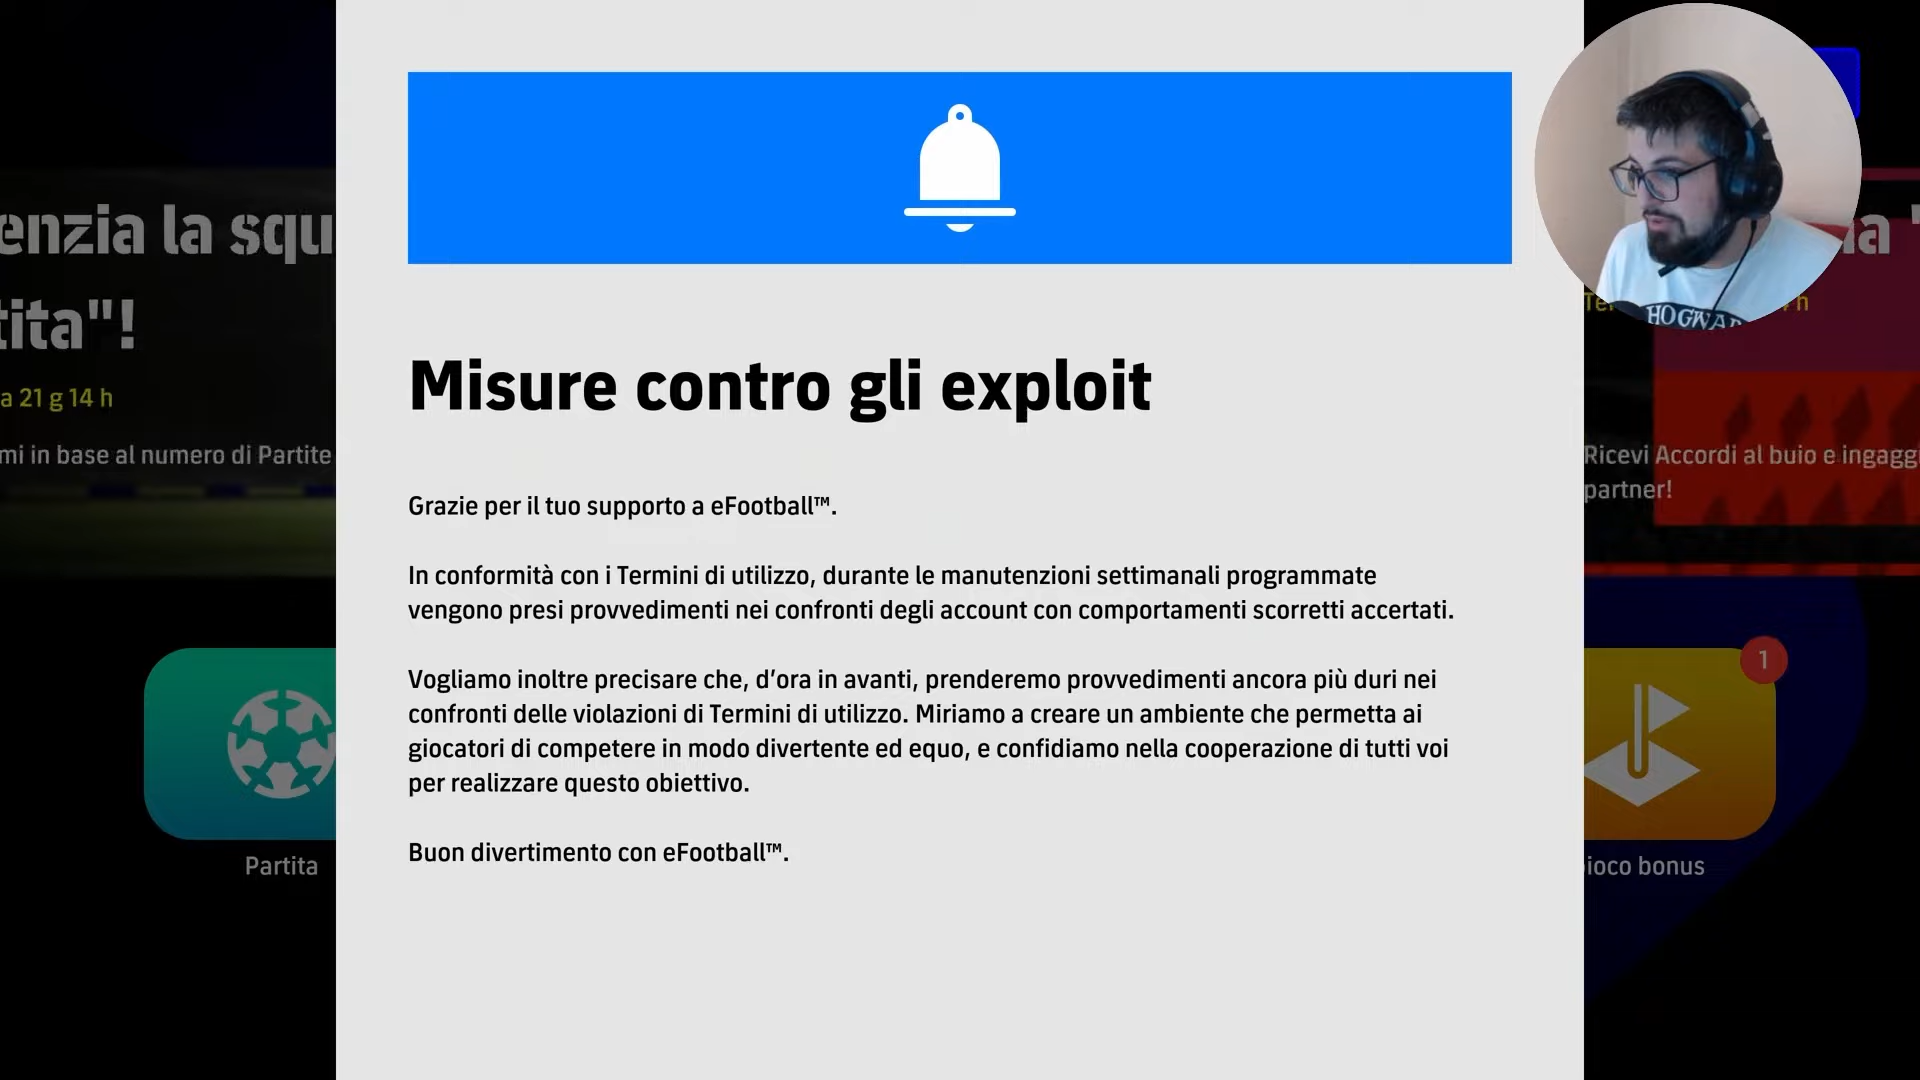 enzia la squ
tita"!
a 21 g 14 h
mi in base al numero di Partite
Partita
Misure contro gli exploit
Grazie per il tuo supporto a eFootball™.
In conformità con i Termini di utilizzo, durante le manutenzioni settimanali programmate
vengono presi provvedimenti nei confronti degli account con comportamenti scorretti accertati.
Vogliamo inoltre precisare che, d’ora in avanti, prenderemo provvedimenti ancora più duri nei
confronti delle violazioni di Termini di utilizzo. Miriamo a creare un ambiente che permetta ai
giocatori di competere in modo divertente ed equo, e confidiamo nella cooperazione di tutti voi
per realizzare questo obiettivo.
Buon divertimento con eFootball™.
HOGWAR
Ricevi Accordi al buio e ingaggi
partner!
1
ioco bonus